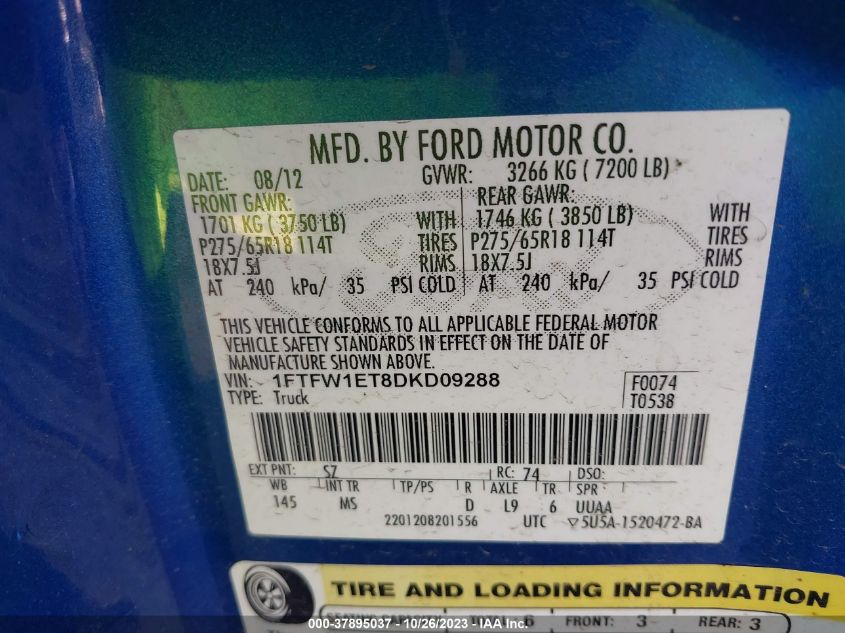 MFD. BY FORD MOTOR CO.
DATE: 08/12 GVWR: 3266 KG ( 7200 LB)
FRONT GAWR: REAR GAWR:
1701 KG ( 3750 LB) WITH 1746 KG ( 3850 LB) WITH
P275/65R18 114T TIRES P275/65R18 114T TIRES
18X7.5J RIMS 18X7.5J RIMS
AT 240 kPa/ 35 PSI COLD AT 240 kPa/ 35 PSI COLD
THIS VEHICLE CONFORMS TO ALL APPLICABLE FEDERAL MOTOR
VEHICLE SAFETY STANDARDS IN EFFECT ON THE DATE OF
MANUFACTURE SHOWN ABOVE.
VIN: 1FTFW1ET8DKD09288 F0074
TYPE: Truck T0538
EXT PNT: SZ RC: 74 DSO:
WB INT TR TP/PS R AXLE TR SPR
145 MS D L9 6 UUAA
2201208201556 UTC ▽5U5A-1520472-BA
TIRE AND LOADING INFORMATION
6 FRONT: 3 REAR: 3
000-37895037 - 10/26/2023 - IAA Inc.